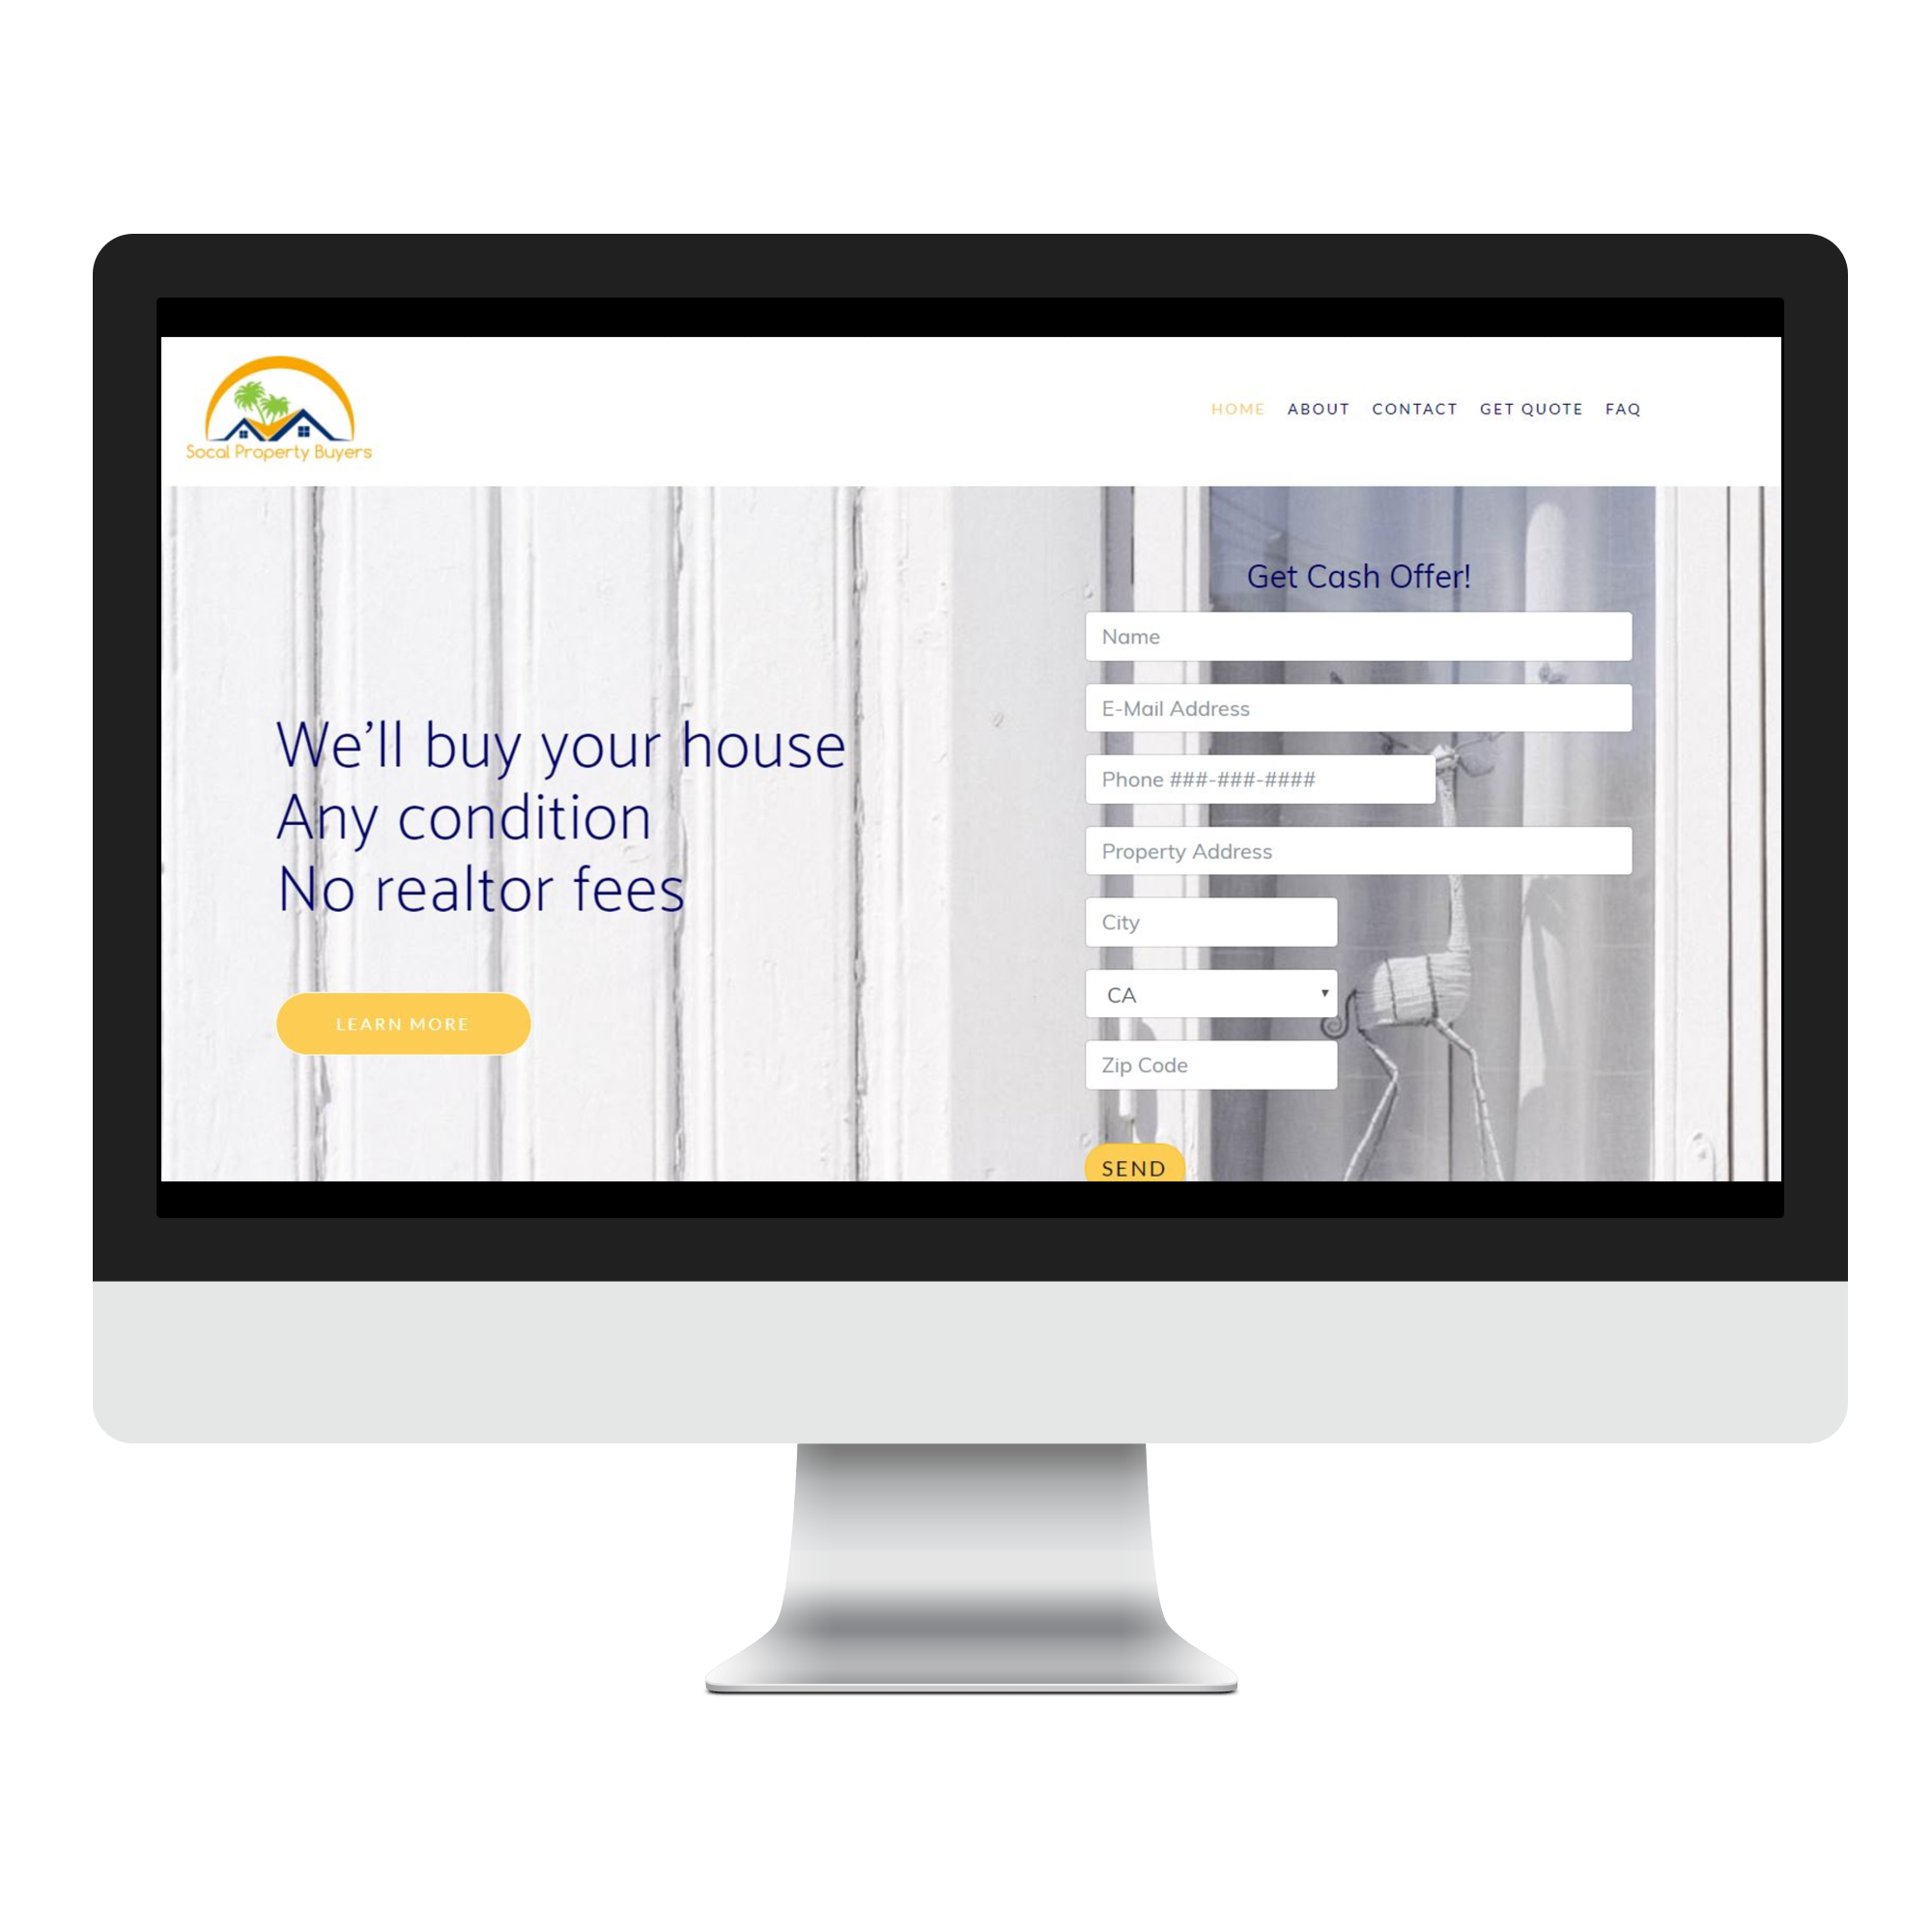 Socal Property Buyers
HOME ABOUT CONTACT GET QUOTE FAQ
We'll buy your house
Any condition
No realtor fees
LEARN MORE
Get Cash Offer!
Name
E-Mail Address
Phone ###-###-####
Property Address
City
CA
Zip Code
SEND